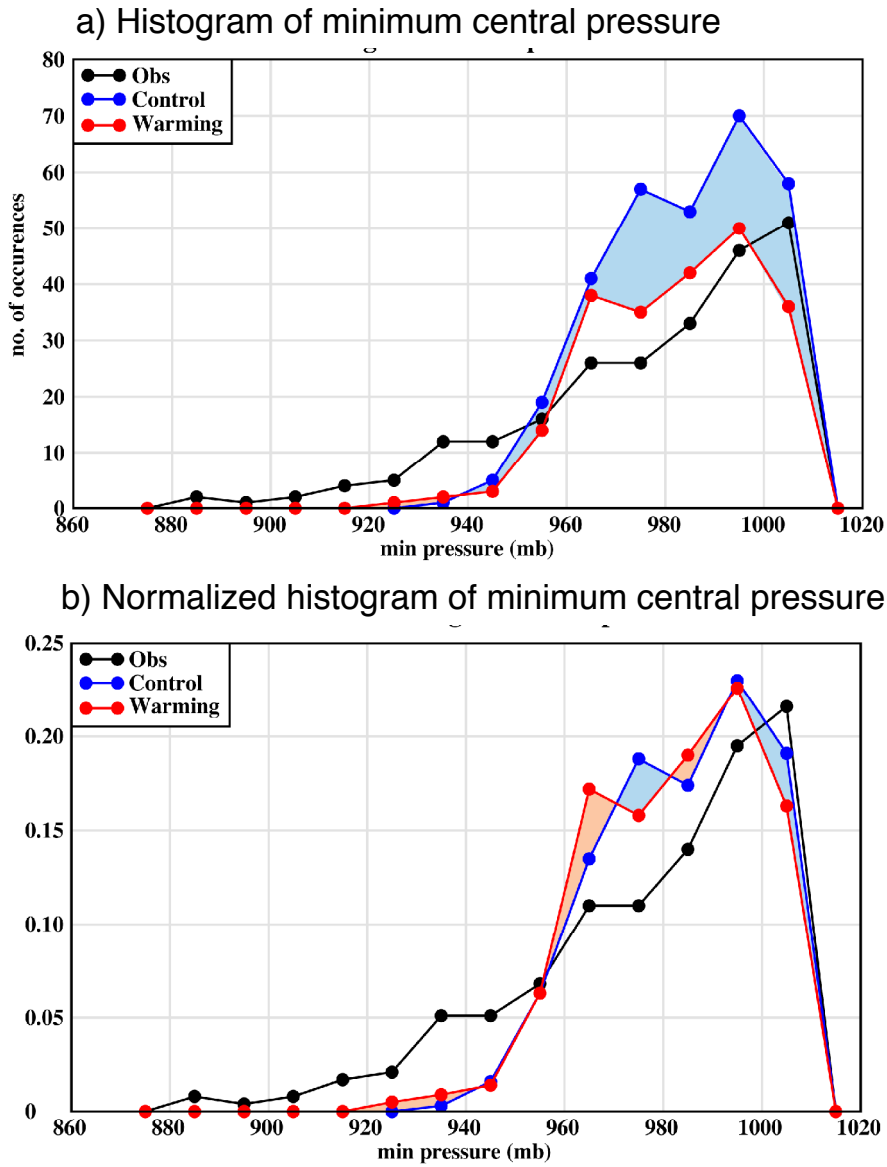 a) Histogram of minimum central pressure
80
70
60
50
40
30
20
10
0
no. of occurences
Obs
Control
Warming
860 880 900 920 940 960 980 1000 1020
min pressure (mb)
b) Normalized histogram of minimum central pressure
0.25
0.20
0.15
0.10
0.05
0
Obs
Control
Warming
860 880 900 920 940 960 980 1000 1020
min pressure (mb)